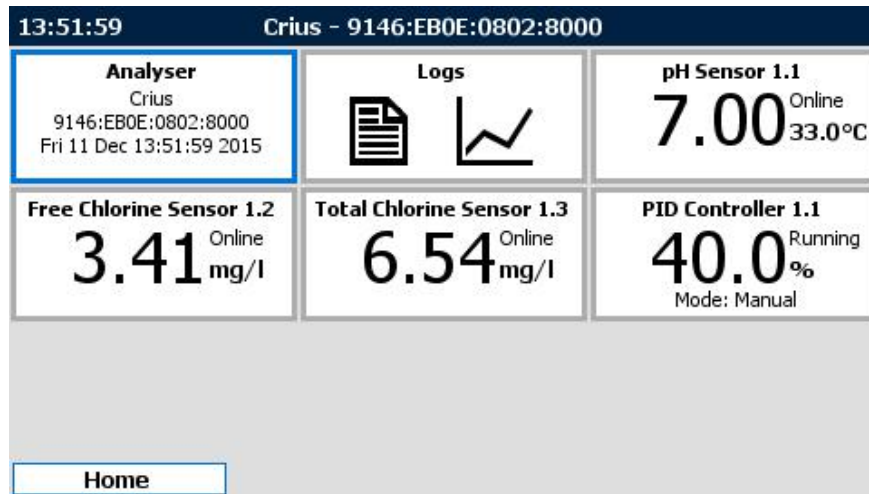 13:51:59 Crius - 9146:EB0E:0802:8000
Analyser
Crius
9146:EB0E:0802:8000
Fri 11 Dec 13:51:59 2015
Logs
pH Sensor 1.1
7.00 Online
33.0°C
Free Chlorine Sensor 1.2
3.41 Online
mg/l
Total Chlorine Sensor 1.3
6.54 Online
mg/l
PID Controller 1.1
40.0 Running
%
Mode: Manual
Home